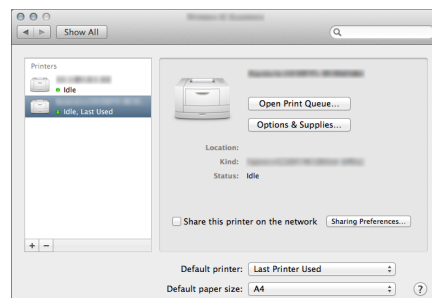 Show All
Printers
Idle
Idle, Last Used
Open Print Queue...
Options & Supplies...
Location:
Kind:
Status: Idle
Share this printer on the network
Sharing Preferences...
+ −
Default printer: Last Printer Used
Default paper size: A4
?